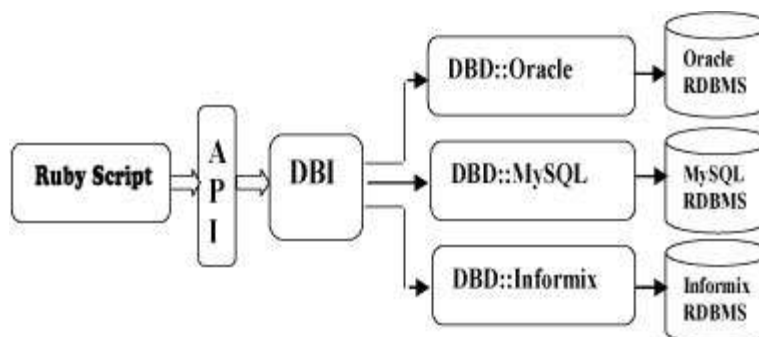 Ruby Script
A
P
I
DBI
DBD::Oracle
Oracle
RDBMS
DBD::MySQL
MySQL
RDBMS
DBD::Informix
Informix
RDBMS